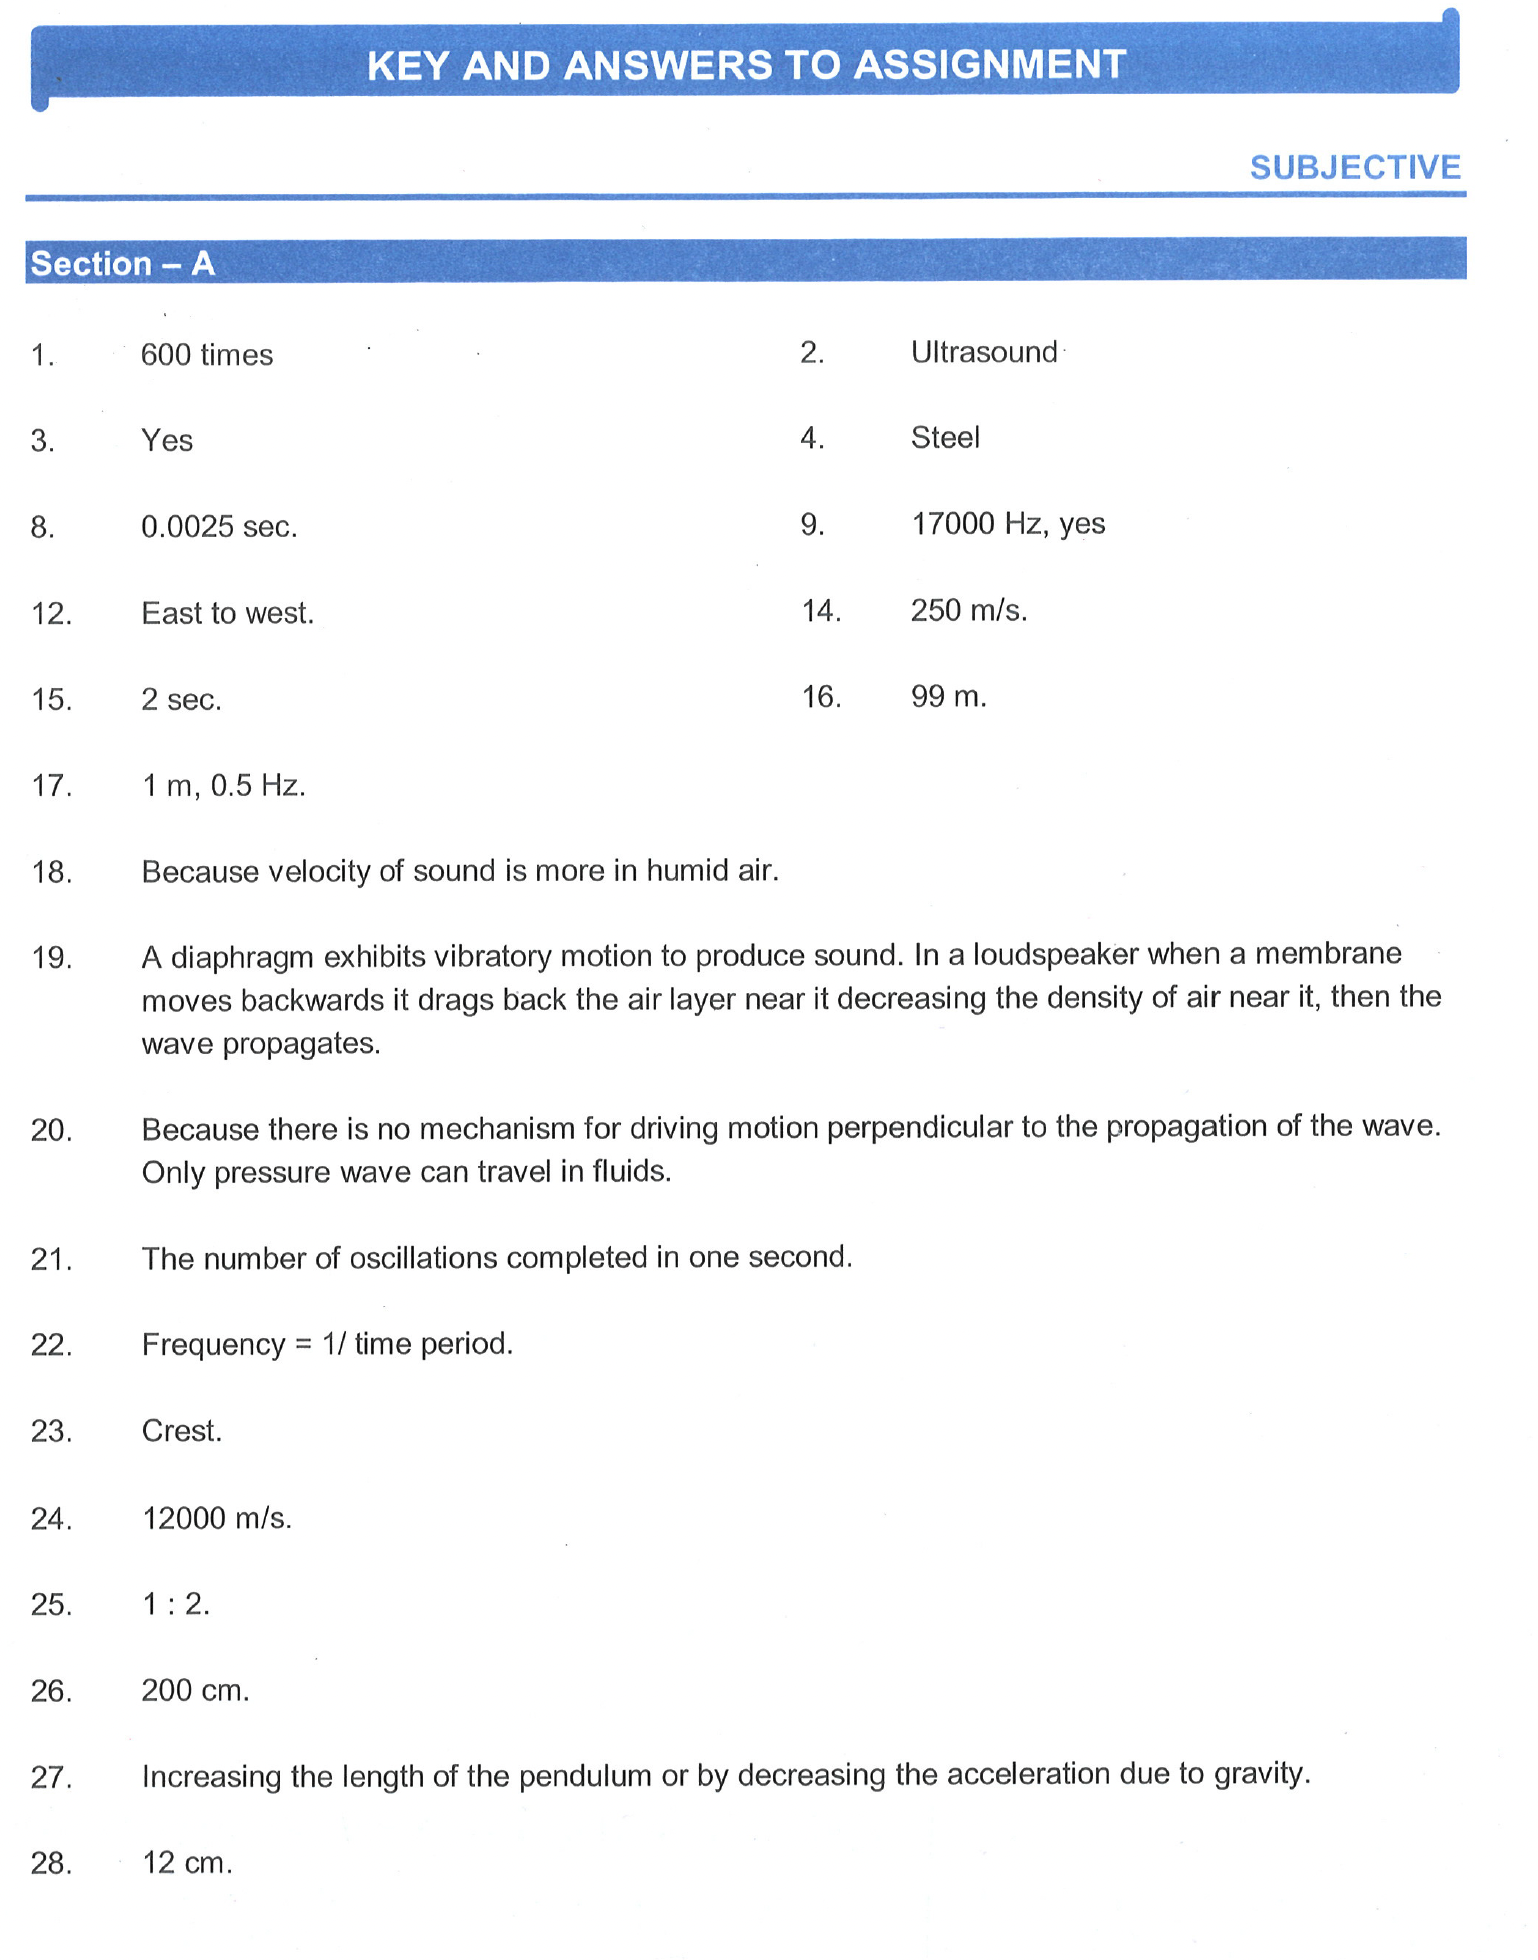 KEY AND ANSWERS TO ASSIGNMENT
SUBJECTIVE
Section – A
1. 600 times 2. Ultrasound
3. Yes 4. Steel
8. 0.0025 sec. 9. 17000 Hz, yes
12. East to west. 14. 250 m/s.
15. 2 sec. 16. 99 m.
17. 1 m, 0.5 Hz.
18. Because velocity of sound is more in humid air.
19. A diaphragm exhibits vibratory motion to produce sound. In a loudspeaker when a membrane
moves backwards it drags back the air layer near it decreasing the density of air near it, then the
wave propagates.
20. Because there is no mechanism for driving motion perpendicular to the propagation of the wave.
Only pressure wave can travel in fluids.
21. The number of oscillations completed in one second.
22. Frequency = 1/ time period.
23. Crest.
24. 12000 m/s.
25. 1 : 2.
26. 200 cm.
27. Increasing the length of the pendulum or by decreasing the acceleration due to gravity.
28. 12 cm.